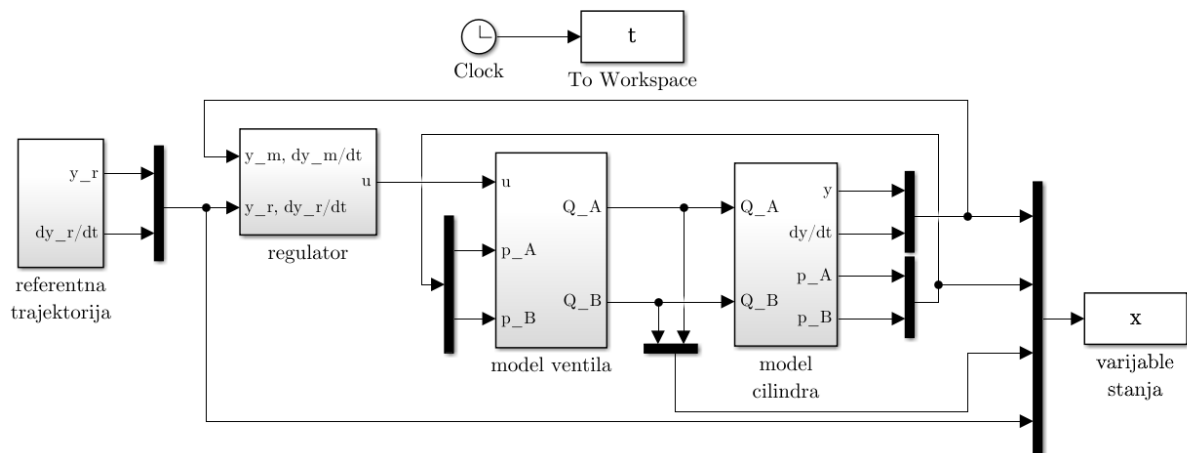 t
Clock
To Workspace
y_r
dy_r/dt
referentna
trajektorija
y_m, dy_m/dt
u
y_r, dy_r/dt
regulator
u
Q_A
p_A
Q_B
p_B
model ventila
Q_A
y
dy/dt
p_A
Q_B
p_B
model
cilindra
x
varijable
stanja